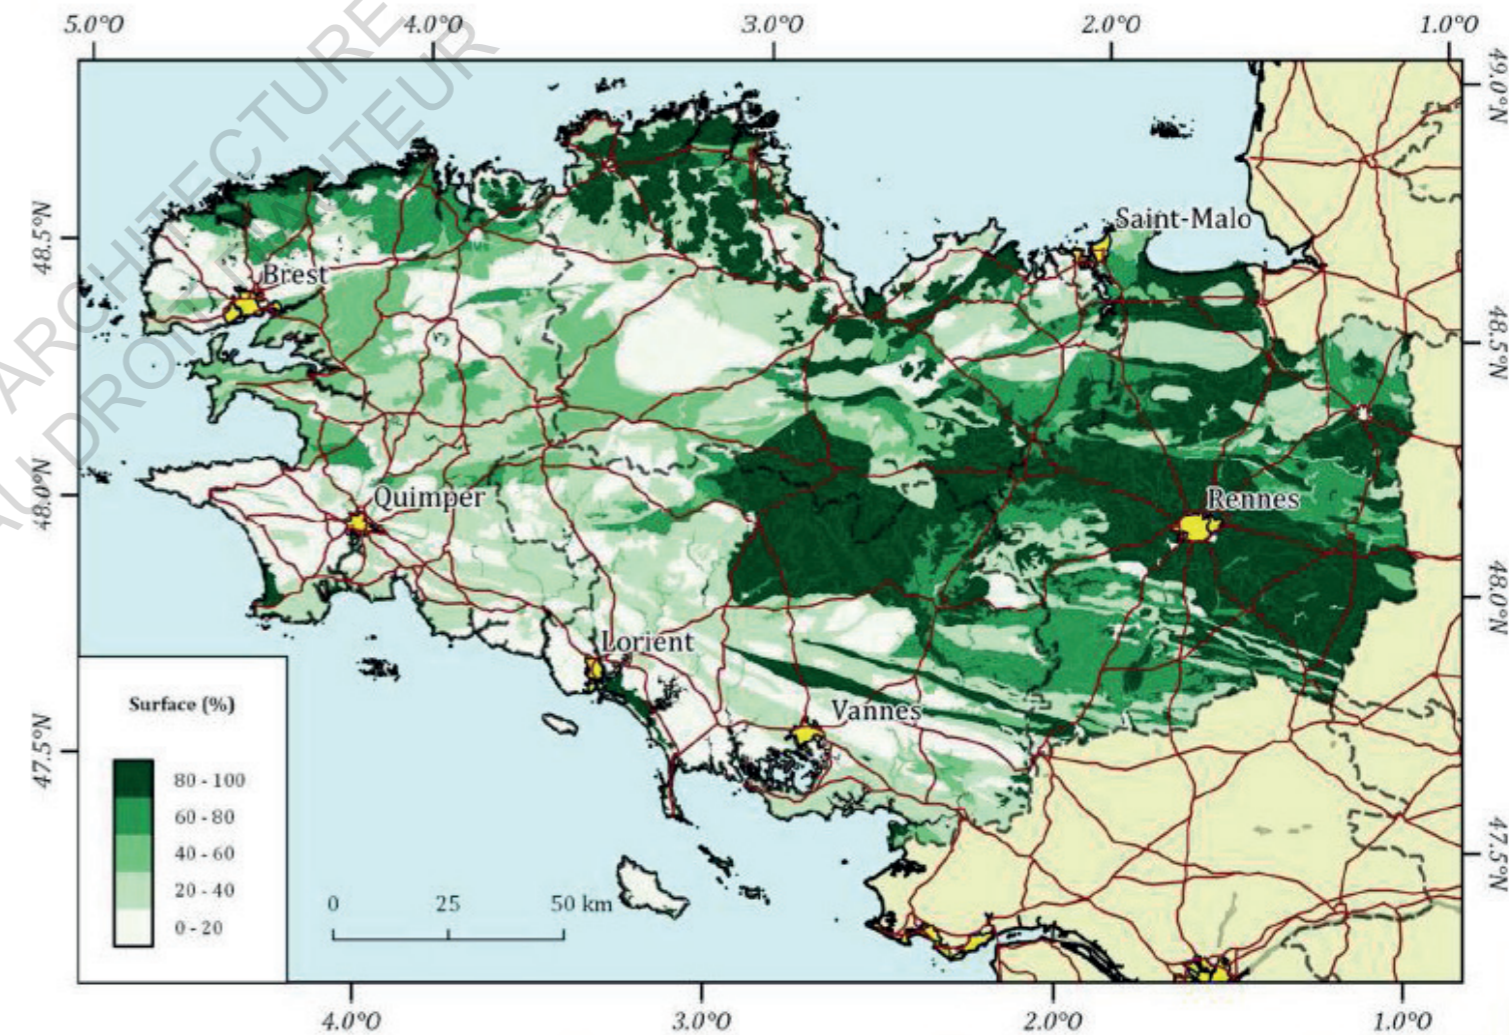 5.0°O 4.0°O 3.0°O 2.0°O 1.0°O
49.0°N
ARCHITECTURE
Saint-Malo
48.5°N
Brest
48.5°N
Quimper
Rennes
48.0°N
48.0°N
Lorient
Vannes
47.5°N
47.5°N
Surface (%)
80 - 100
60 - 80
40 - 60
20 - 40
0 - 20
0 25 50 km
4.0°O 3.0°O 2.0°O 1.0°O